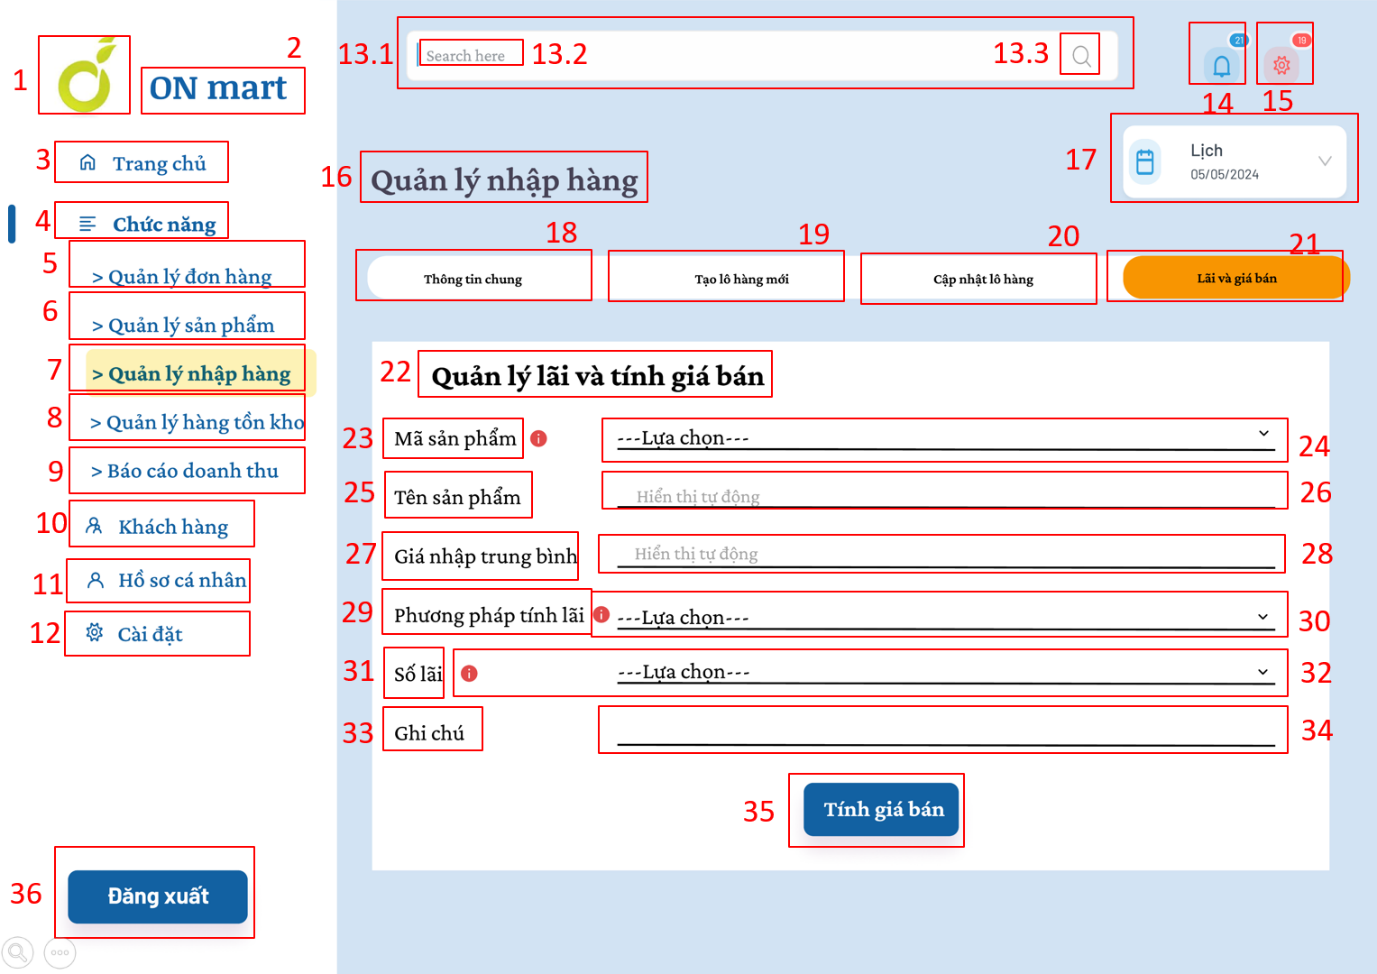 1
2
ON mart
3
Trang chủ
4
Chức năng
5
> Quản lý đơn hàng
6
> Quản lý sản phẩm
7
> Quản lý nhập hàng
8
> Quản lý hàng tồn kho
9
> Báo cáo doanh thu
10
Khách hàng
11
Hồ sơ cá nhân
12
Cài đặt
36
Đăng xuất
13.1
Search here
13.2
13.3
21
19
14
15
16
Quản lý nhập hàng
17
Lịch
05/05/2024
18
19
20
21
Thông tin chung
Tạo lô hàng mới
Cập nhật lô hàng
Lãi và giá bán
22
Quản lý lãi và tính giá bán
23
Mã sản phẩm
---Lựa chọn---
24
25
Tên sản phẩm
Hiển thị tự động
26
27
Giá nhập trung bình
Hiển thị tự động
28
29
Phương pháp tính lãi
---Lựa chọn---
30
31
Số lãi
---Lựa chọn---
32
33
Ghi chú
34
35
Tính giá bán